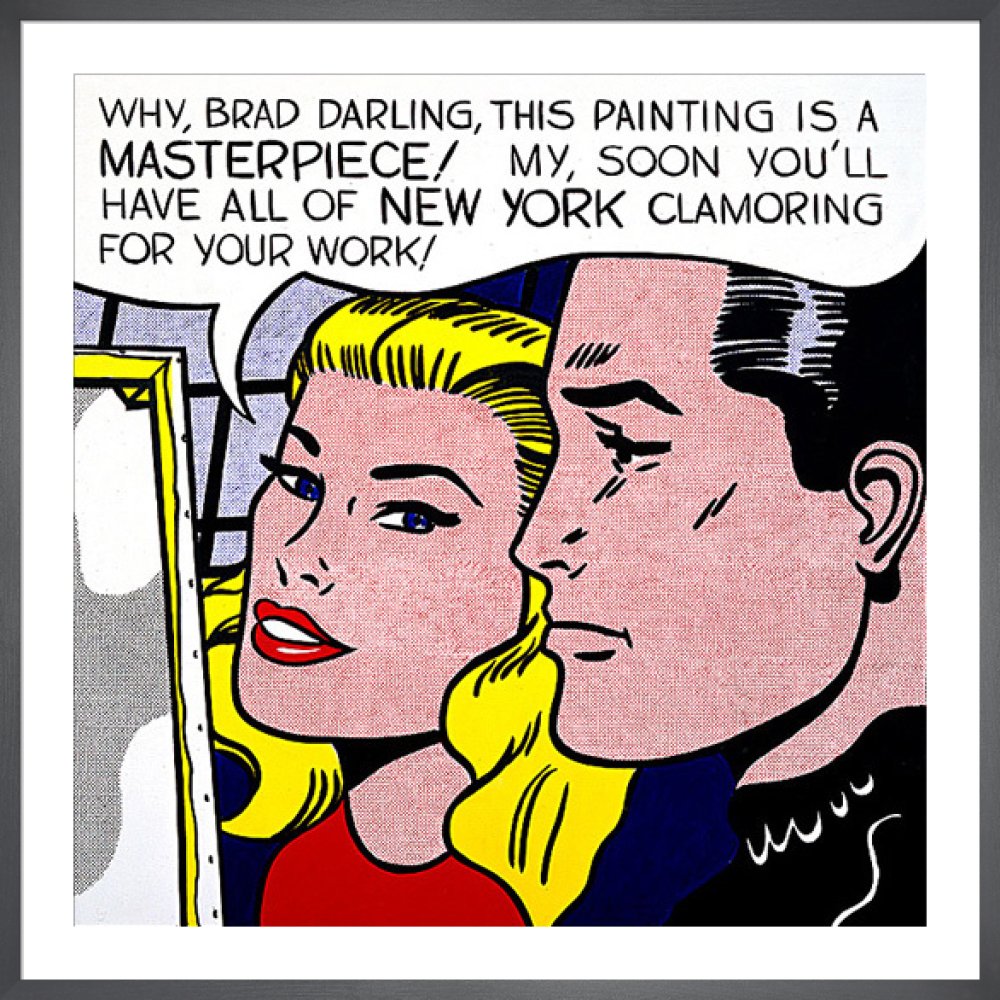 WHY, BRAD DARLING, THIS PAINTING IS A
MASTERPIECE! MY, SOON YOU'LL
HAVE ALL OF NEW YORK CLAMORING
FOR YOUR WORK!